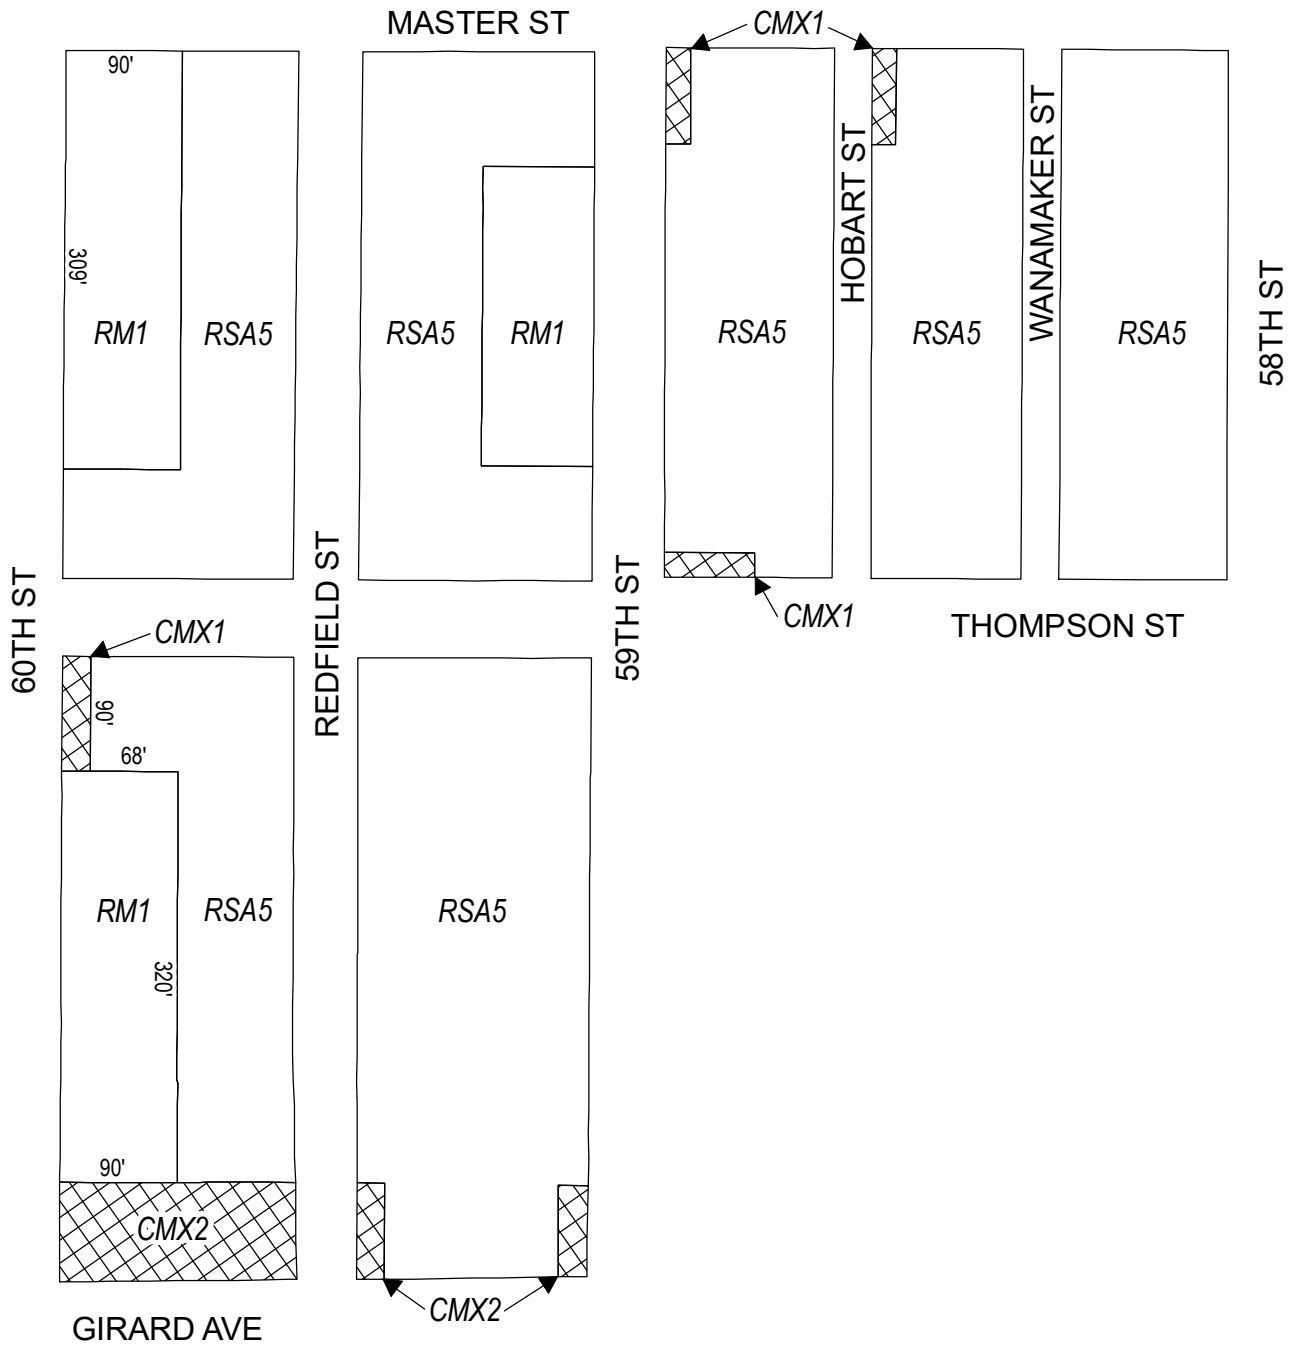 MASTER ST
CMX1
90'
309'
RM1
RSA5
RSA5
RM1
RSA5
HOBART ST
RSA5
WANAMAKER ST
RSA5
58TH ST
60TH ST
CMX1
REDFIELD ST
59TH ST
CMX1
THOMPSON ST
90'
68'
RM1
RSA5
320'
RSA5
90'
CMX2
CMX2
GIRARD AVE